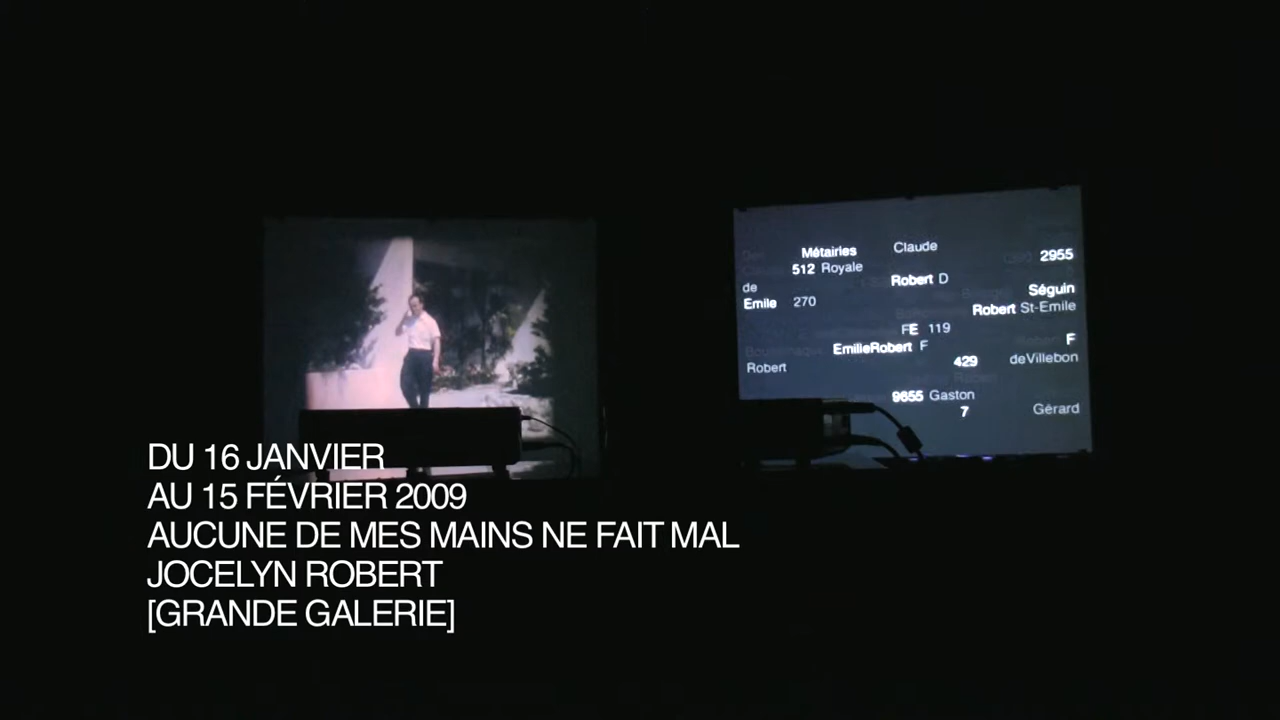 Métairies Claude
512 Royale 2955
de Robert D
Emile 270 Séguin
Robert St-Emile
FE 119
EmilieRobert F F
Robert 429 deVillebon
9655 Gaston
7 Gérard
DU 16 JANVIER
AU 15 FÉVRIER 2009
AUCUNE DE MES MAINS NE FAIT MAL
JOCELYN ROBERT
[GRANDE GALERIE]